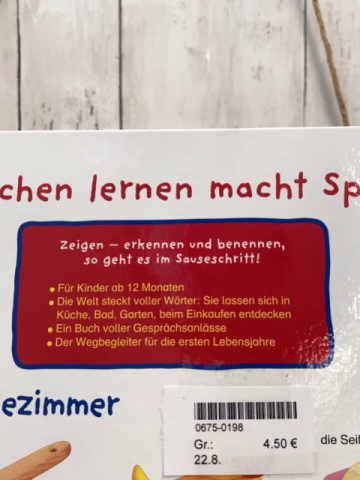 chen lernen macht Sp
Zeigen – erkennen und benennen,
so geht es im Sauseschritt!
• Für Kinder ab 12 Monaten
• Die Welt steckt voller Wörter: Sie lassen sich in
Küche, Bad, Garten, beim Einkaufen entdecken
• Ein Buch voller Gesprächsanlässe
• Der Wegbegleiter für die ersten Lebensjahre
ezimmer
0675-0198
Gr.: 4.50 €
22.8.
die Seif